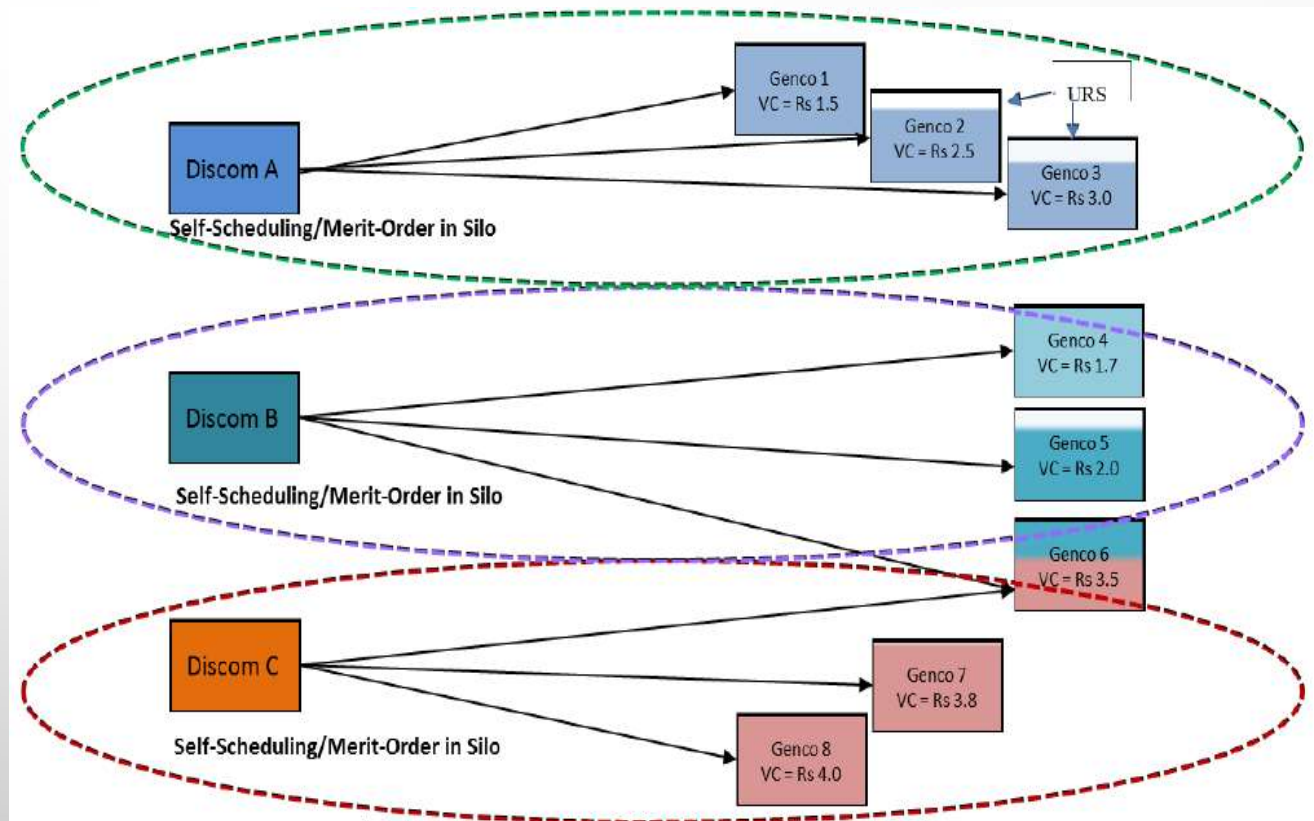 Genco 1
VC = Rs 1.5
URS
Genco 2
VC = Rs 2.5
Discom A
Genco 3
VC = Rs 3.0
Self-Scheduling/Merit-Order in Silo
Genco 4
VC = Rs 1.7
Discom B
Genco 5
VC = Rs 2.0
Self-Scheduling/Merit-Order in Silo
Genco 6
VC = Rs 3.5
Discom C
Genco 7
VC = Rs 3.8
Self-Scheduling/Merit-Order in Silo
Genco 8
VC = Rs 4.0